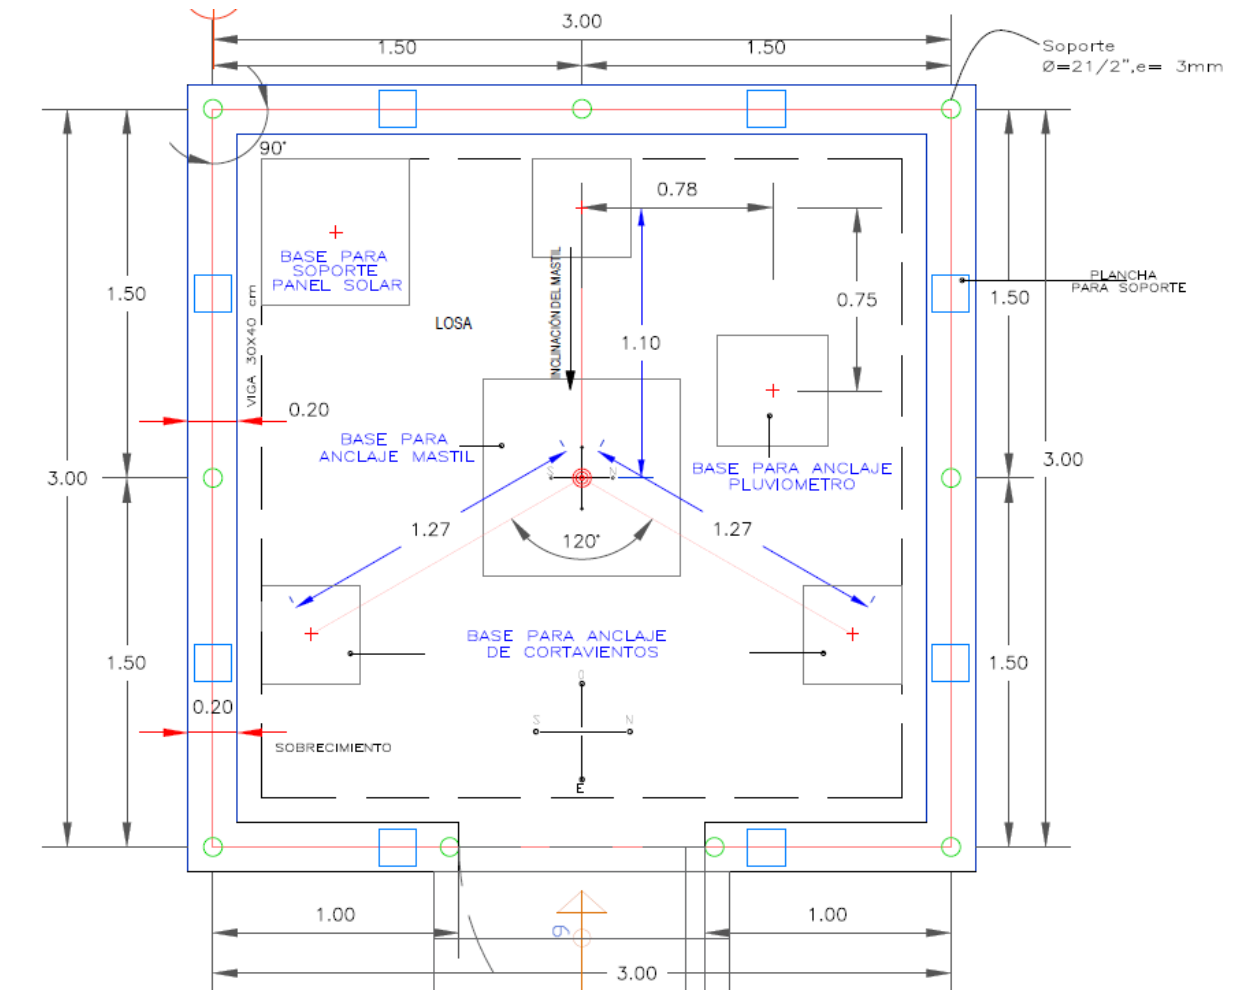 3.00
1.50
1.50
Soporte
Ø=21/2",e= 3mm
90°
0.78
BASE PARA
SOPORTE
PANEL SOLAR
INCLINACIÓN DEL MASTIL
PLANCHA
PARA SOPORTE
1.50
1.50
0.75
VIGA 30X40 cm
LOSA
1.10
0.20
BASE PARA
ANCLAJE MASTIL
3.00
3.00
S
N
BASE PARA ANCLAJE
PLUVIOMETRO
1.27
1.27
120°
BASE PARA ANCLAJE
DE CORTAVIENTOS
1.50
1.50
O
0.20
S
N
SOBRECIMIENTO
E
1.00
1.00
9
3.00